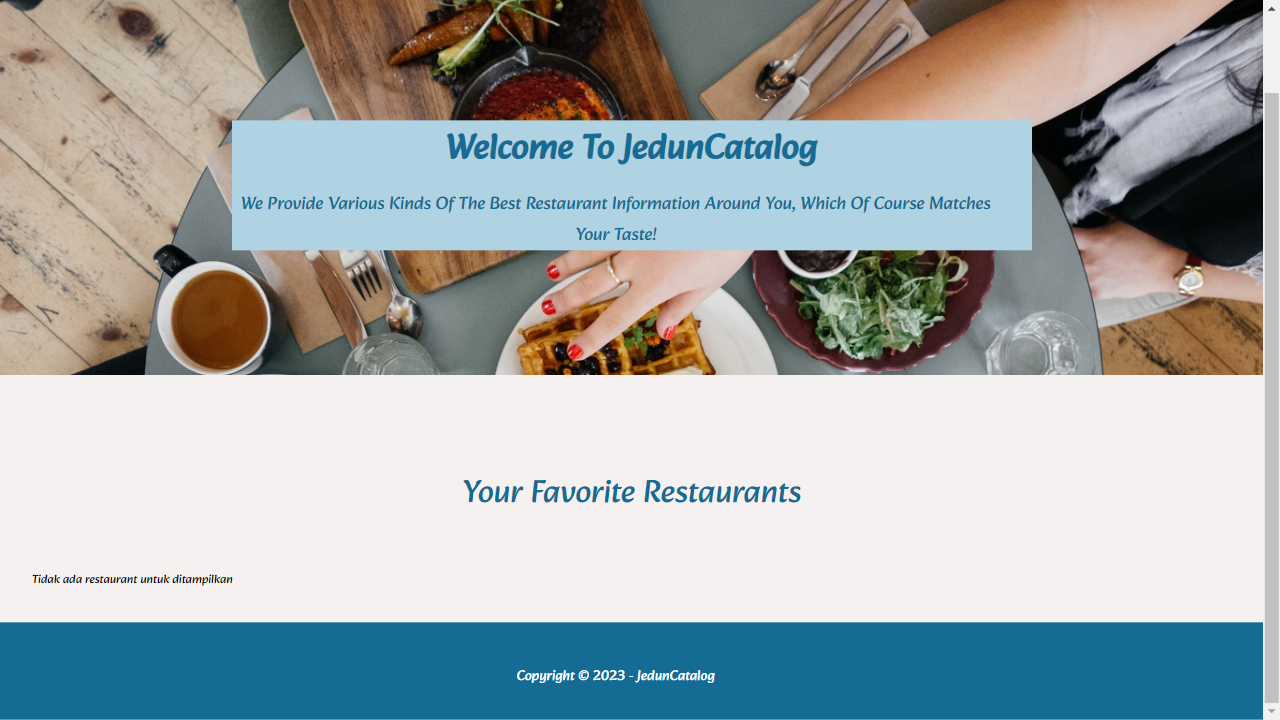 Welcome To JedunCatalog
We Provide Various Kinds Of The Best Restaurant Information Around You, Which Of Course Matches
Your Taste!
Your Favorite Restaurants
Tidak ada restaurant untuk ditampilkan
Copyright © 2023 - JedunCatalog